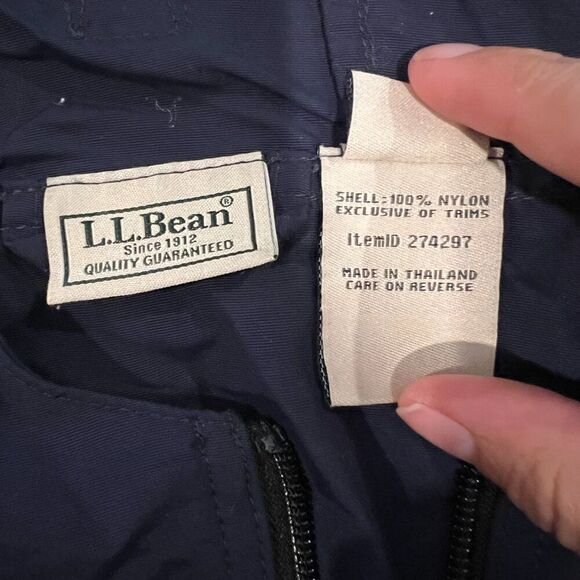 L.L.Bean®
Since 1912
QUALITY GUARANTEED
SHELL: 100% NYLON
EXCLUSIVE OF TRIMS
ItemID 274297
MADE IN THAILAND
CARE ON REVERSE